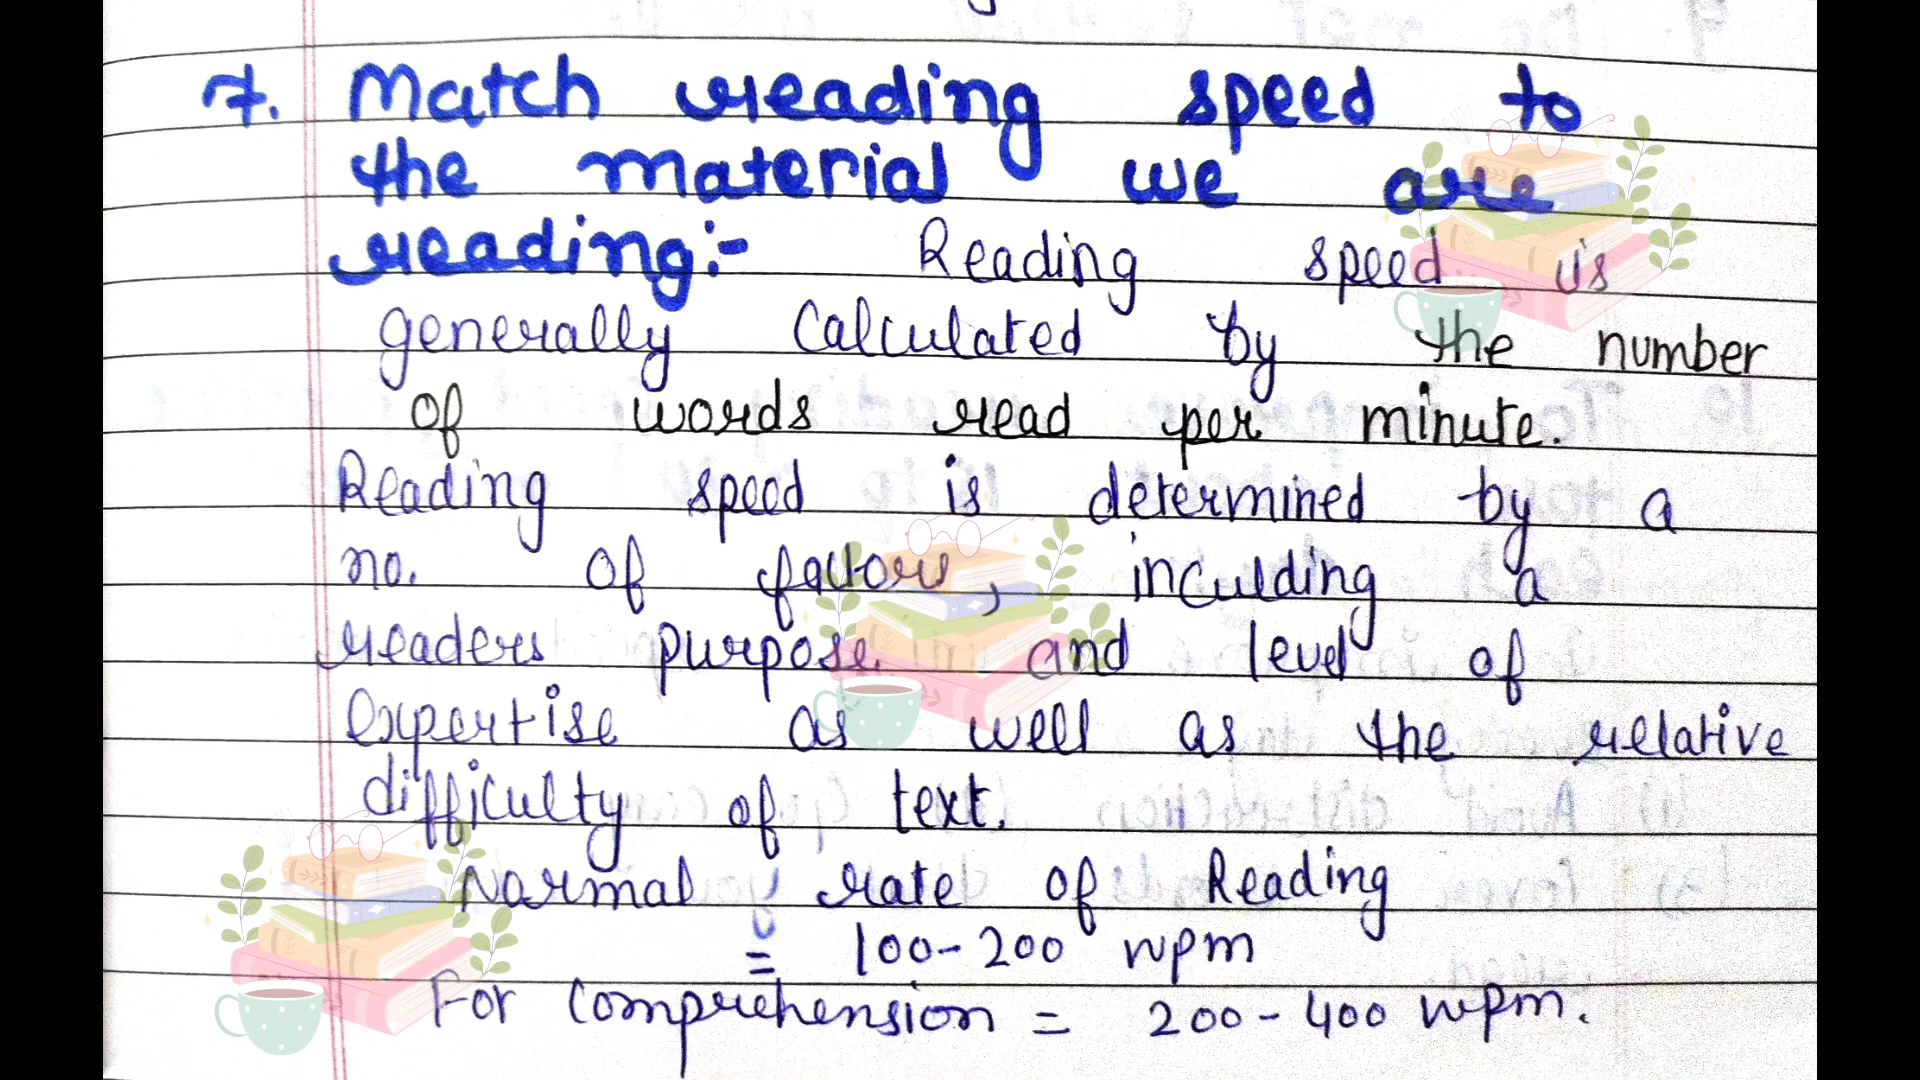 7. Match reading speed to
the material we are
reading:- Reading speed is
generally Calculated by the number
of words read per minute.
Reading speed is determined by a
no. of factors, inculding a
readers purpose and level of
Expertise as well as the relative
difficulty of text.
Normal rate of Reading
= 100-200 wpm
For Comprehension = 200-400 wpm.